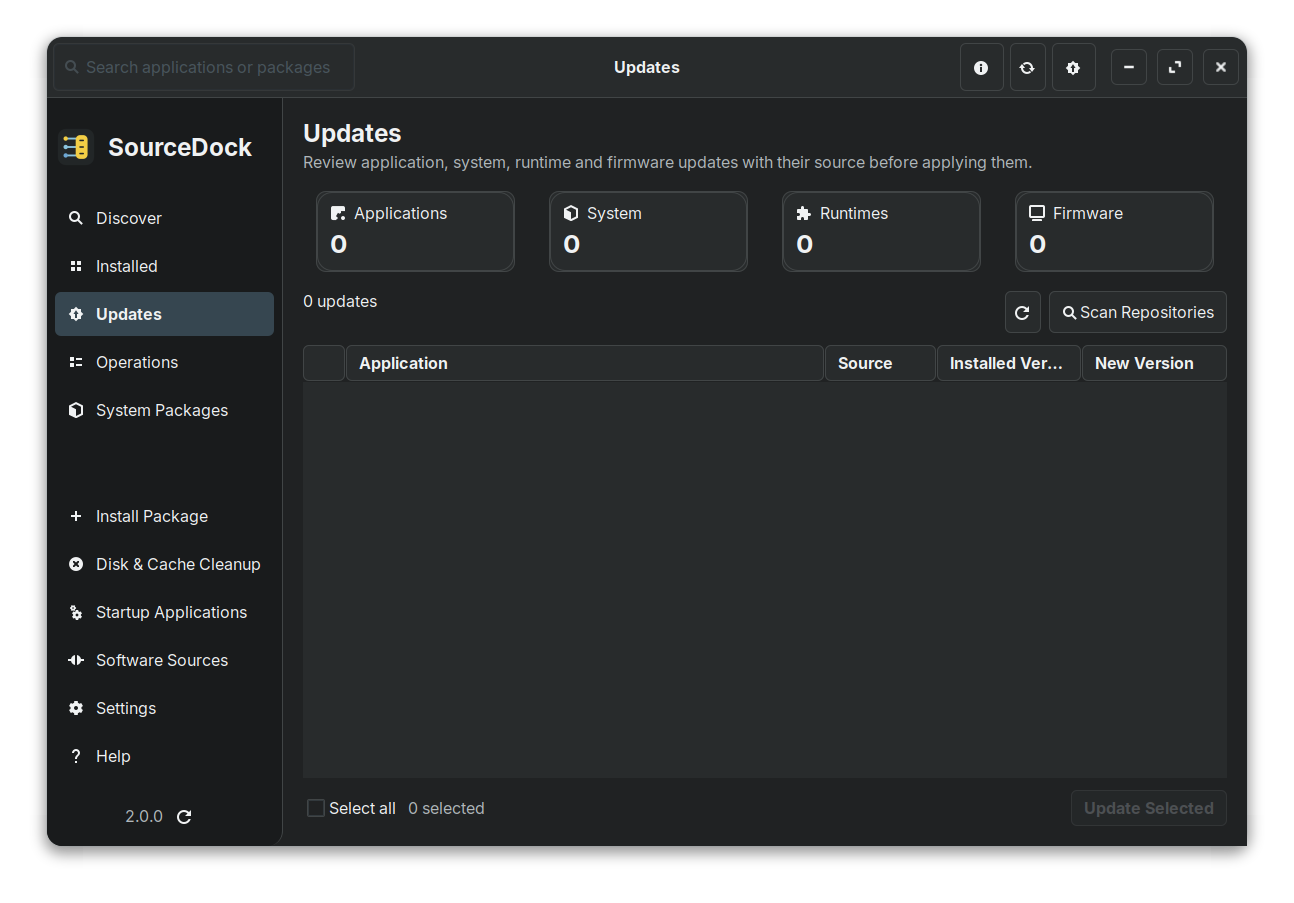 Search applications or packages
Updates
SourceDock
Discover
Installed
Updates
Operations
System Packages
Install Package
Disk & Cache Cleanup
Startup Applications
Software Sources
Settings
Help
2.0.0
Updates
Review application, system, runtime and firmware updates with their source before applying them.
Applications
0
System
0
Runtimes
0
Firmware
0
0 updates
Scan Repositories
Application Source Installed Ver... New Version
Select all 0 selected
Update Selected